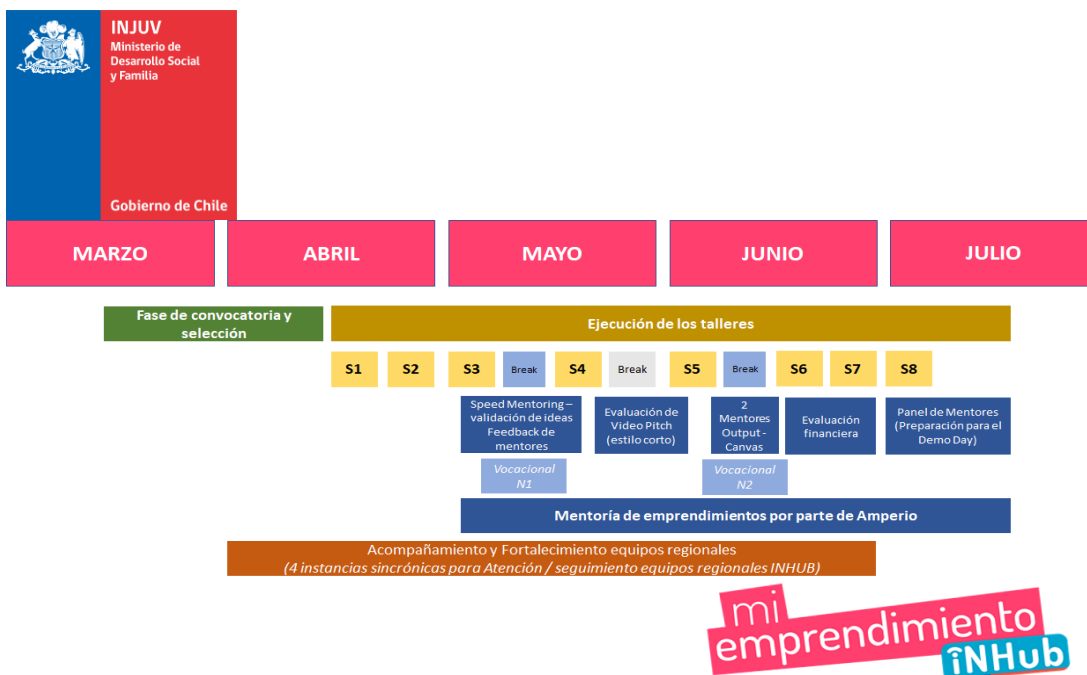 INJUV
Ministerio de
Desarrollo Social
y Familia
Gobierno de Chile
MARZO
ABRIL
MAYO
JUNIO
JULIO
Fase de convocatoria y
selección
Ejecución de los talleres
S1
S2
S3
Break
S4
Break
S5
Break
S6
S7
S8
Speed Mentoring –
validación de ideas
Feedback de
mentores
Evaluación de
Video Pitch
(estilo corto)
2
Mentores
Output -
Canvas
Evaluación
financiera
Panel de Mentores
(Preparación para el
Demo Day)
Vocacional
N1
Vocacional
N2
Mentoría de emprendimientos por parte de Amperio
Acompañamiento y Fortalecimiento equipos regionales
(4 instancias sincrónicas para Atención / seguimiento equipos regionales INHUB)
mi
emprendimiento
iNHub